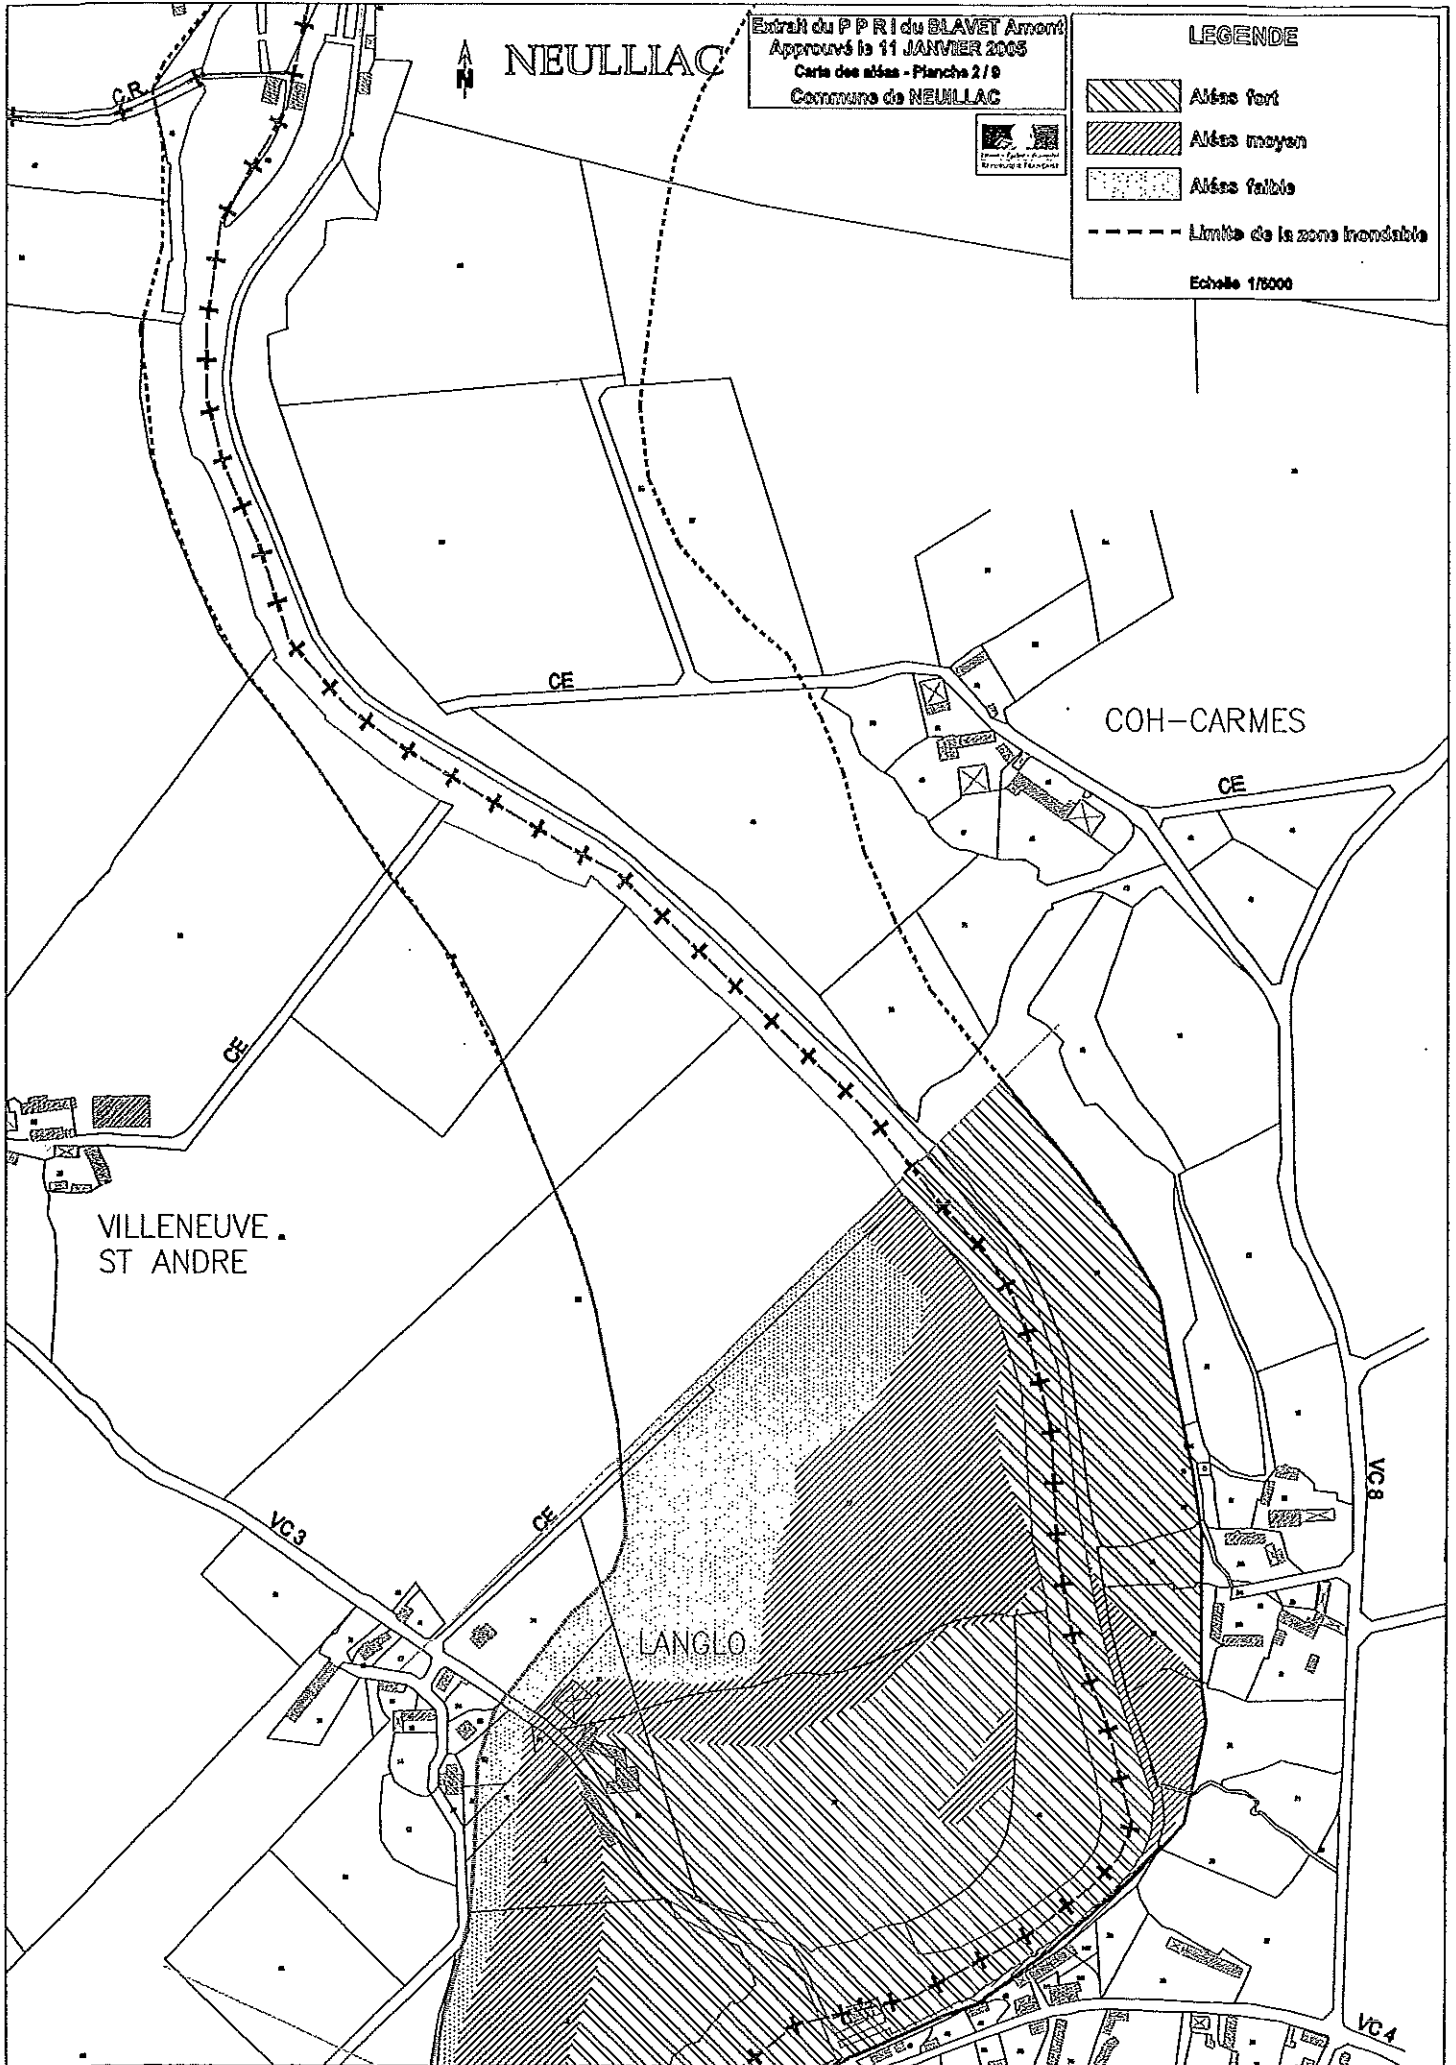 NEULLIAC
N
Extrait du P P R I du BLAVET Amont
Approuvé le 11 JANVIER 2005
Carte des aléas - Planche 2 / 9
Commune de NEUILLAC
LEGENDE
Aléas fort
Aléas moyen
Aléas faible
Limite de la zone inondable
Echelle 1/5000
C.R.
CE
COH-CARMES
CE
CE
VILLENEUVE
ST ANDRE
VC 3
CE
VC 8
LANGLO
VC 4